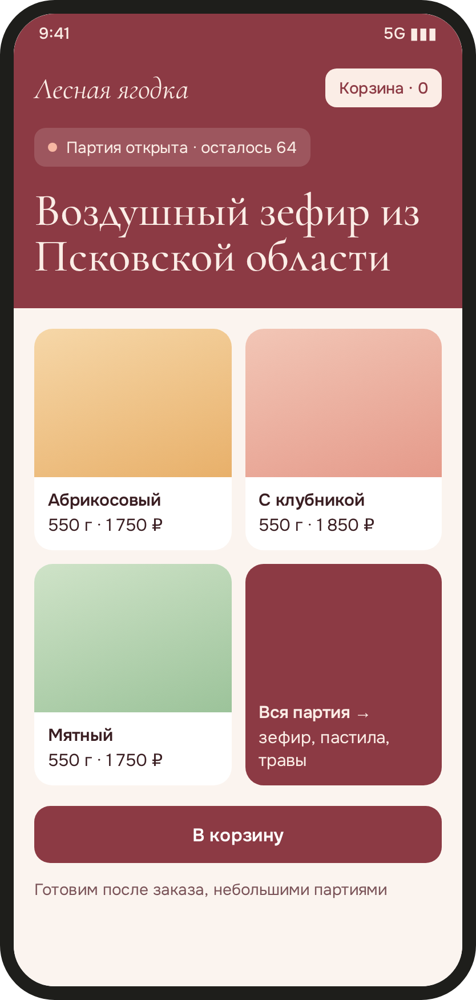 9:41
5G
Лесная ягодка
Корзина · 0
Партия открыта · осталось 64
Воздушный зефир из
Псковской области
Абрикосовый
550 г · 1 750 ₽
С клубникой
550 г · 1 850 ₽
Мятный
550 г · 1 750 ₽
Вся партия →
зефир, пастила,
травы
В корзину
Готовим после заказа, небольшими партиями